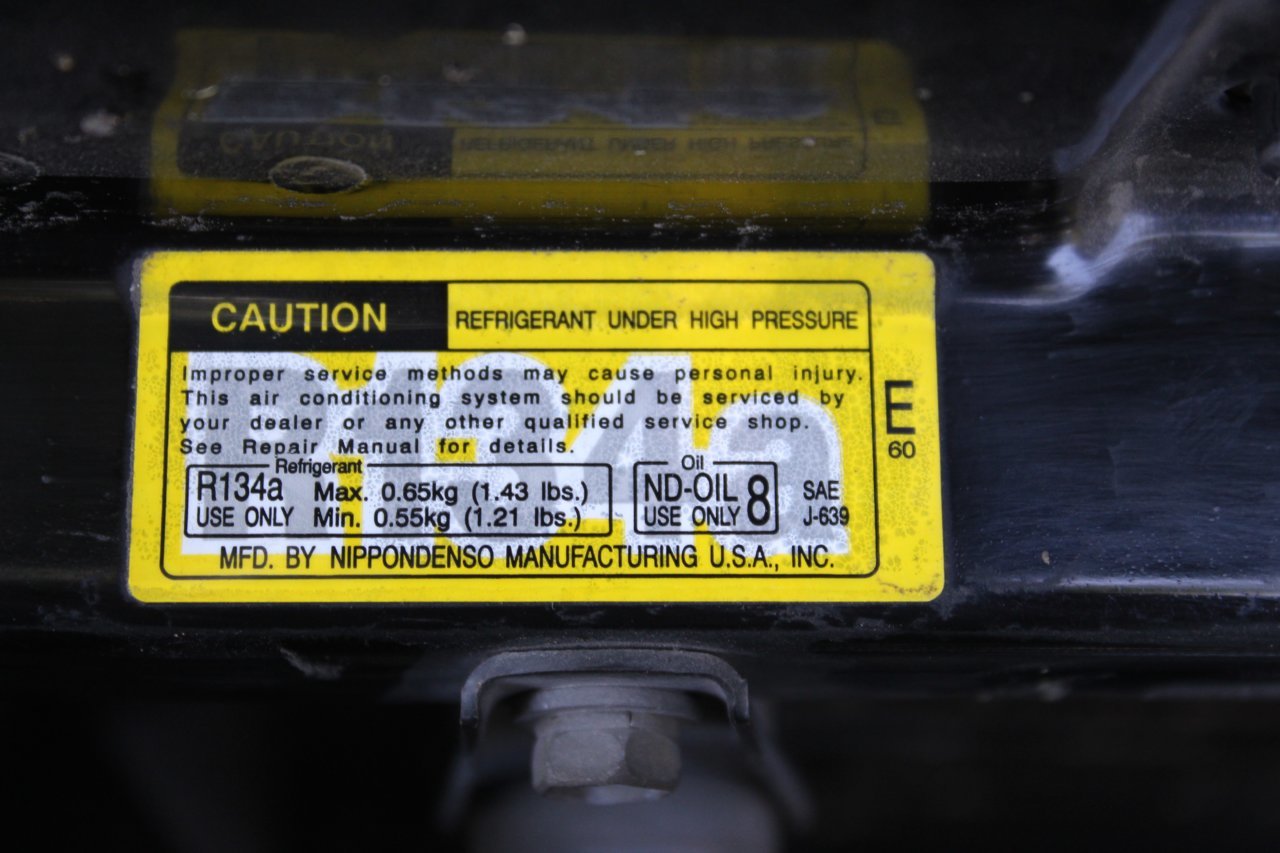 CAUTION REFRIGERANT UNDER HIGH PRESSURE
R134a
Improper service methods may cause personal injury.
This air conditioning system should be serviced by
your dealer or any other qualified service shop.
See Repair Manual for details.
Refrigerant Oil
R134a Max. 0.65kg (1.43 lbs.) ND-OIL 8 SAE
USE ONLY Min. 0.55kg (1.21 lbs.) USE ONLY J-639
MFD. BY NIPPONDENSO MANUFACTURING U.S.A., INC.
E
60